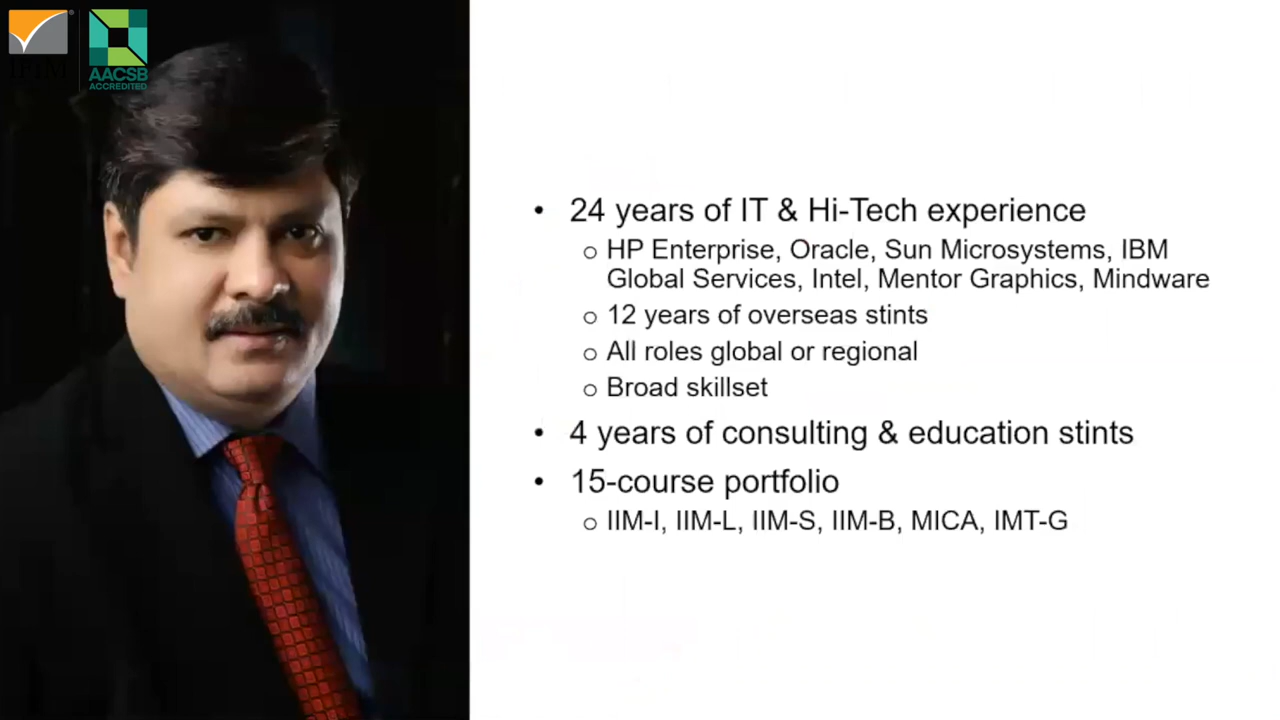 IFIM
AACSB
ACCREDITED
• 24 years of IT & Hi-Tech experience
o HP Enterprise, Oracle, Sun Microsystems, IBM
Global Services, Intel, Mentor Graphics, Mindware
o 12 years of overseas stints
o All roles global or regional
o Broad skillset
• 4 years of consulting & education stints
• 15-course portfolio
o IIM-I, IIM-L, IIM-S, IIM-B, MICA, IMT-G